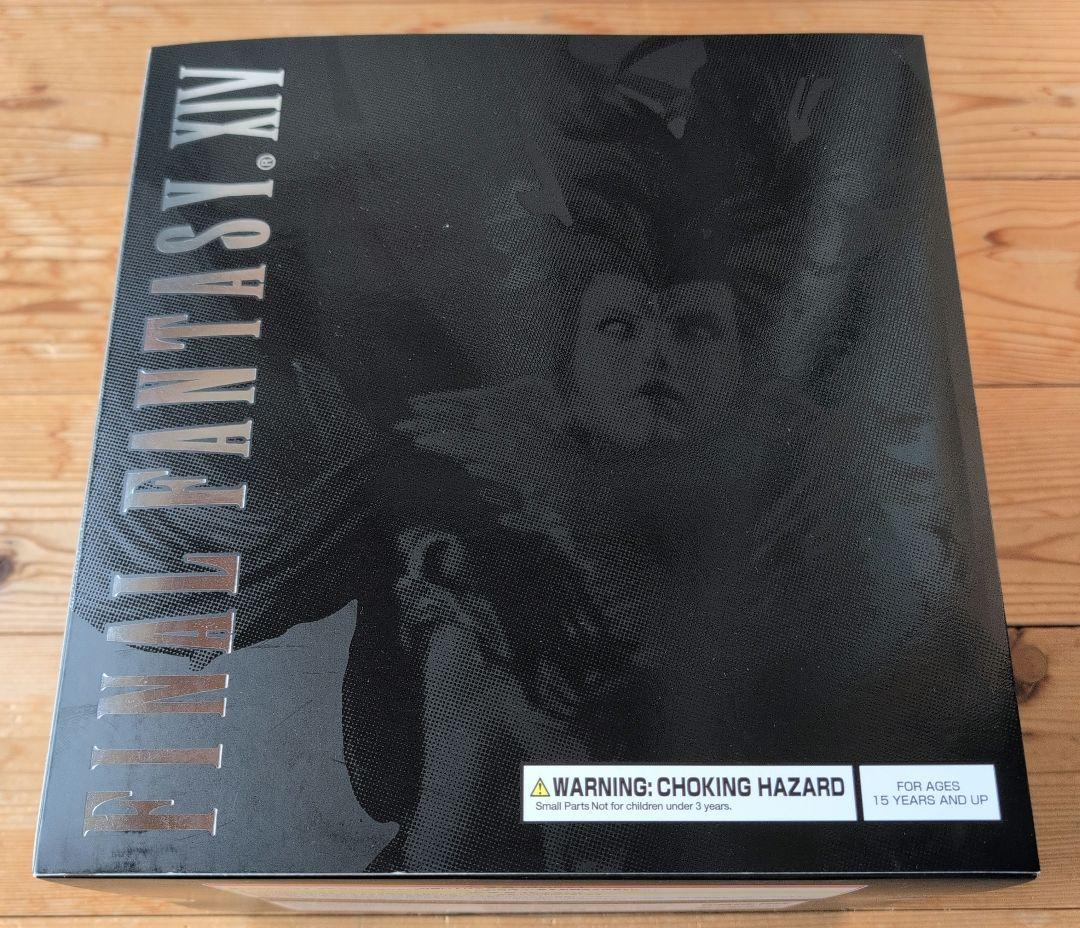 FINAL FANTASY® XIV
WARNING: CHOKING HAZARD
Small Parts Not for children under 3 years.
FOR AGES
15 YEARS AND UP